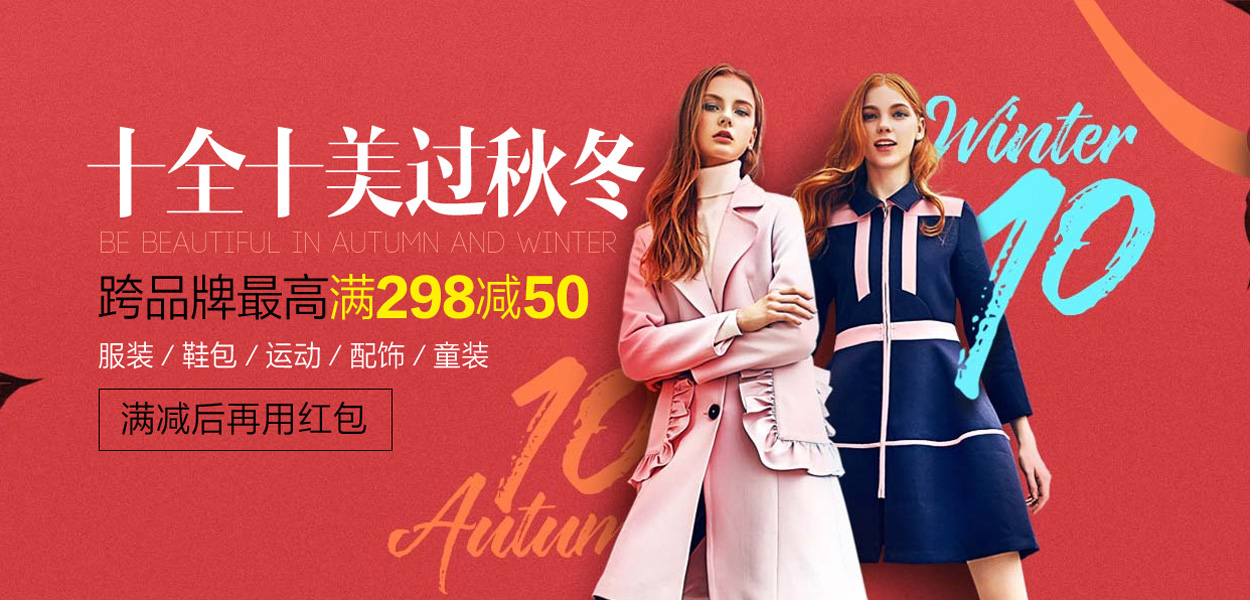 十全十美过秋冬
BE BEAUTIFUL IN AUTUMN AND WINTER
跨品牌最高满298减50
服装 / 鞋包 / 运动 / 配饰 / 童装
满减后再用红包
Winter
10
10
Autum